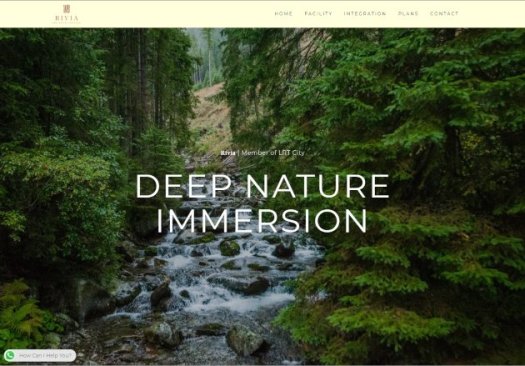 RIVIA
HOME FACILITY INTEGRATION PLANS CONTACT
Rivia | Member of LRT City
DEEP NATURE
IMMERSION
How Can I Help You?